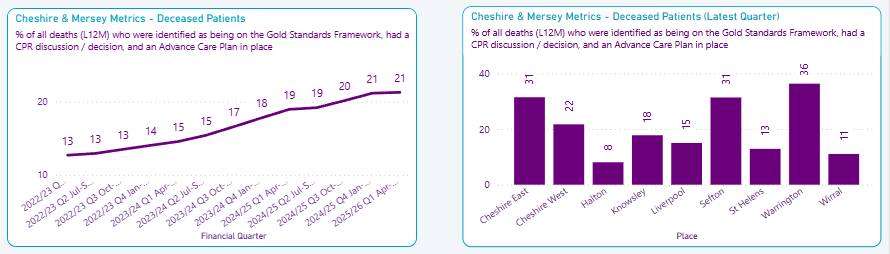 Cheshire & Mersey Metrics - Deceased Patients
% of all deaths (L12M) who were identified as being on the Gold Standards Framework, had a
CPR discussion / decision, and an Advance Care Plan in place
13 13 13 14 15 15 17 18 19 19 20 21 21
20
10
2022/23 Q...
2022/23 Q2 Jul-S...
2022/23 Q3 Oct-...
2022/23 Q4 Jan-...
2023/24 Q1 Apr-...
2023/24 Q2 Jul-S...
2023/24 Q3 Oct-...
2023/24 Q4 Jan-...
2024/25 Q1 Apr-...
2024/25 Q2 Jul-S...
2024/25 Q3 Oct-...
2024/25 Q4 Jan-...
2025/26 Q1 Apr-...
Financial Quarter
Cheshire & Mersey Metrics - Deceased Patients (Latest Quarter)
% of all deaths (L12M) who were identified as being on the Gold Standards Framework, had a
CPR discussion / decision, and an Advance Care Plan in place
40
20
0
31 22 8 18 15 31 13 36 11
Cheshire East
Cheshire West
Halton
Knowsley
Liverpool
Sefton
St Helens
Warrington
Wirral
Place